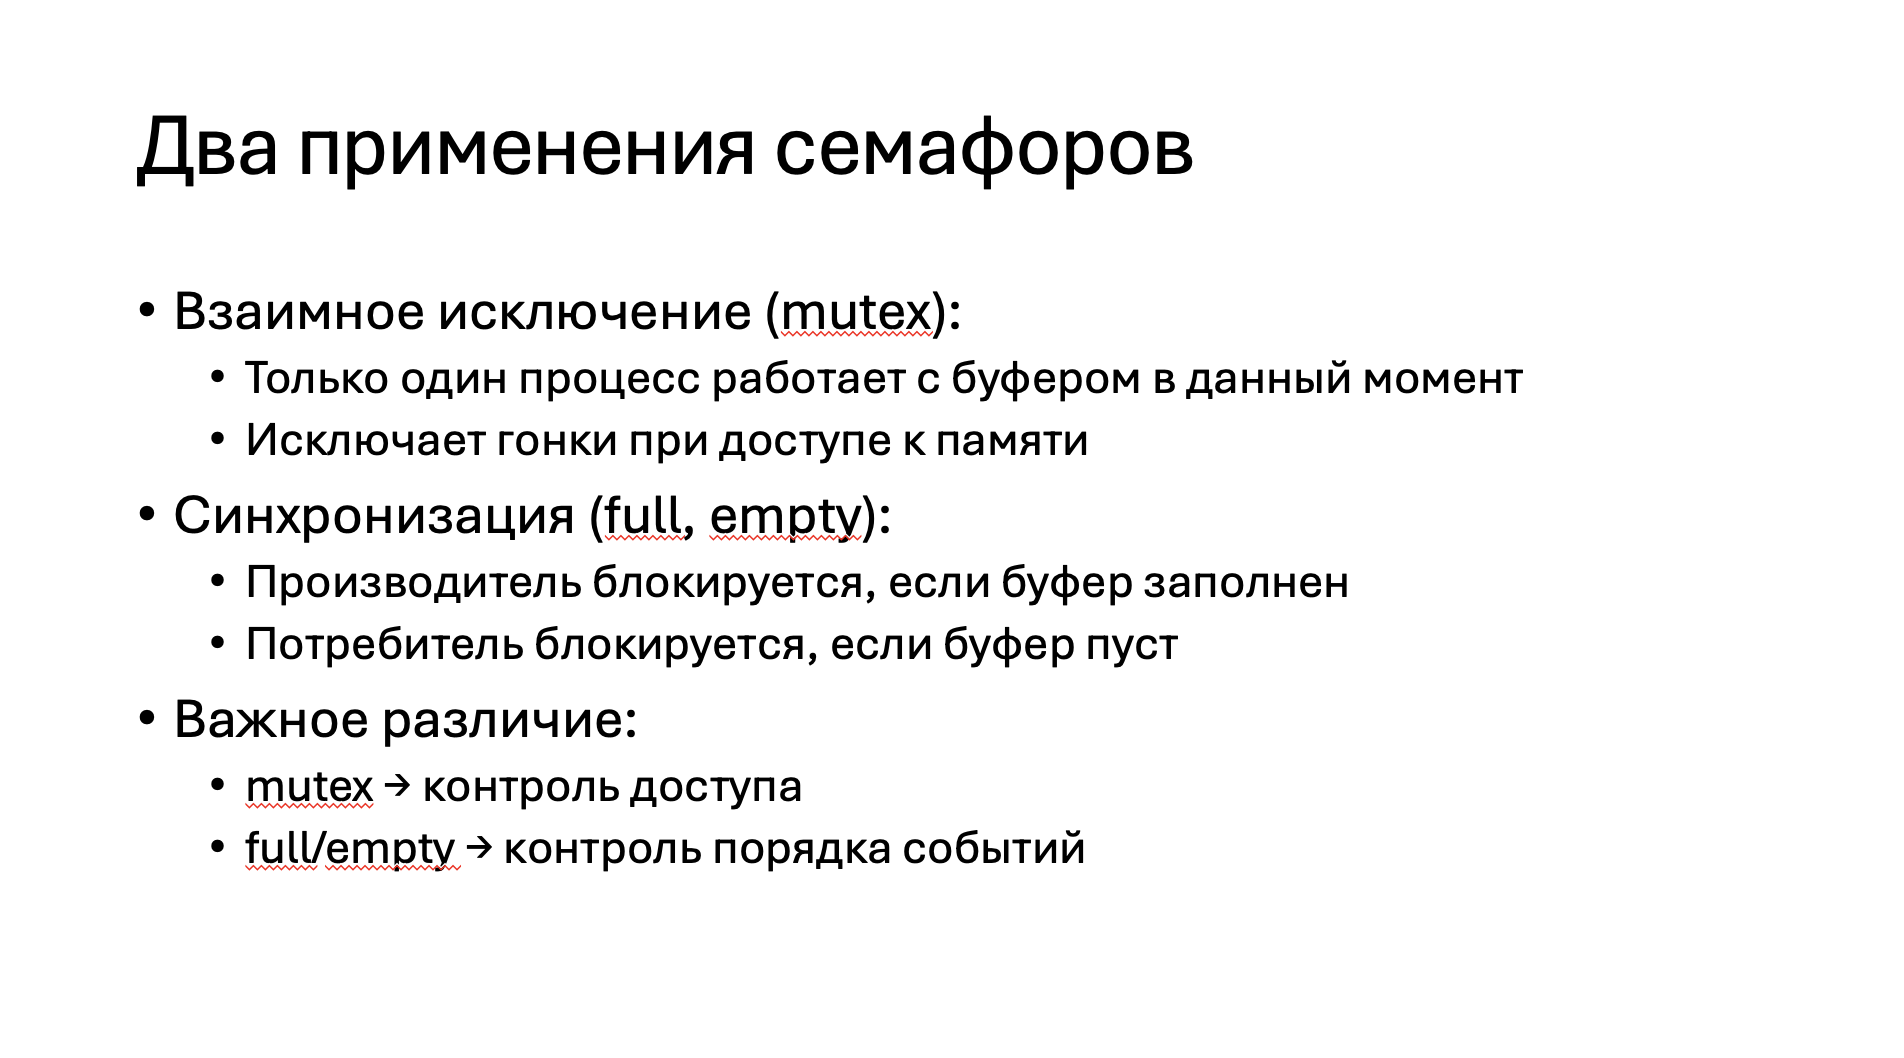 Два применения семафоров
• Взаимное исключение (mutex):
• Только один процесс работает с буфером в данный момент
• Исключает гонки при доступе к памяти
• Синхронизация (full, empty):
• Производитель блокируется, если буфер заполнен
• Потребитель блокируется, если буфер пуст
• Важное различие:
• mutex → контроль доступа
• full/empty → контроль порядка событий